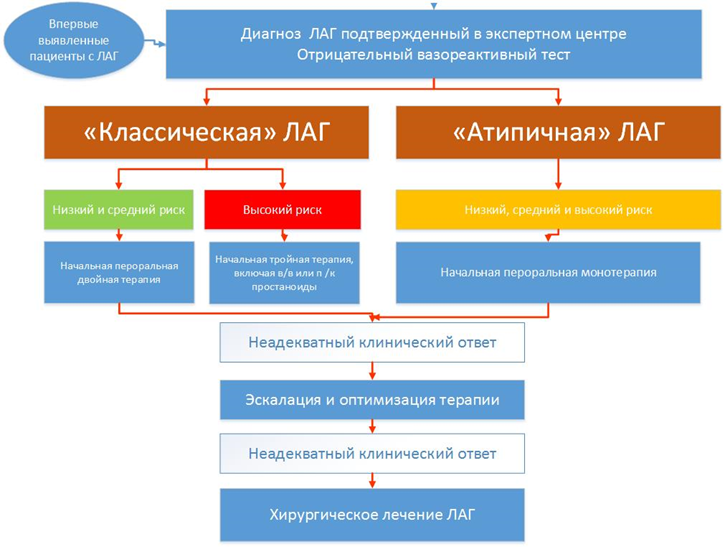 Впервые
выявленные
пациенты с ЛАГ
Диагноз ЛАГ подтвержденный в экспертном центре
Отрицательный вазореактивный тест
«Классическая» ЛАГ
«Атипичная» ЛАГ
Низкий и средний риск
Высокий риск
Низкий, средний и высокий риск
Начальная пероральная
двойная терапия
Начальная тройная терапия,
включая в/в или п /к
простаноиды
Начальная пероральная монотерапия
Неадекватный клинический ответ
Эскалация и оптимизация терапии
Неадекватный клинический ответ
Хирургическое лечение ЛАГ